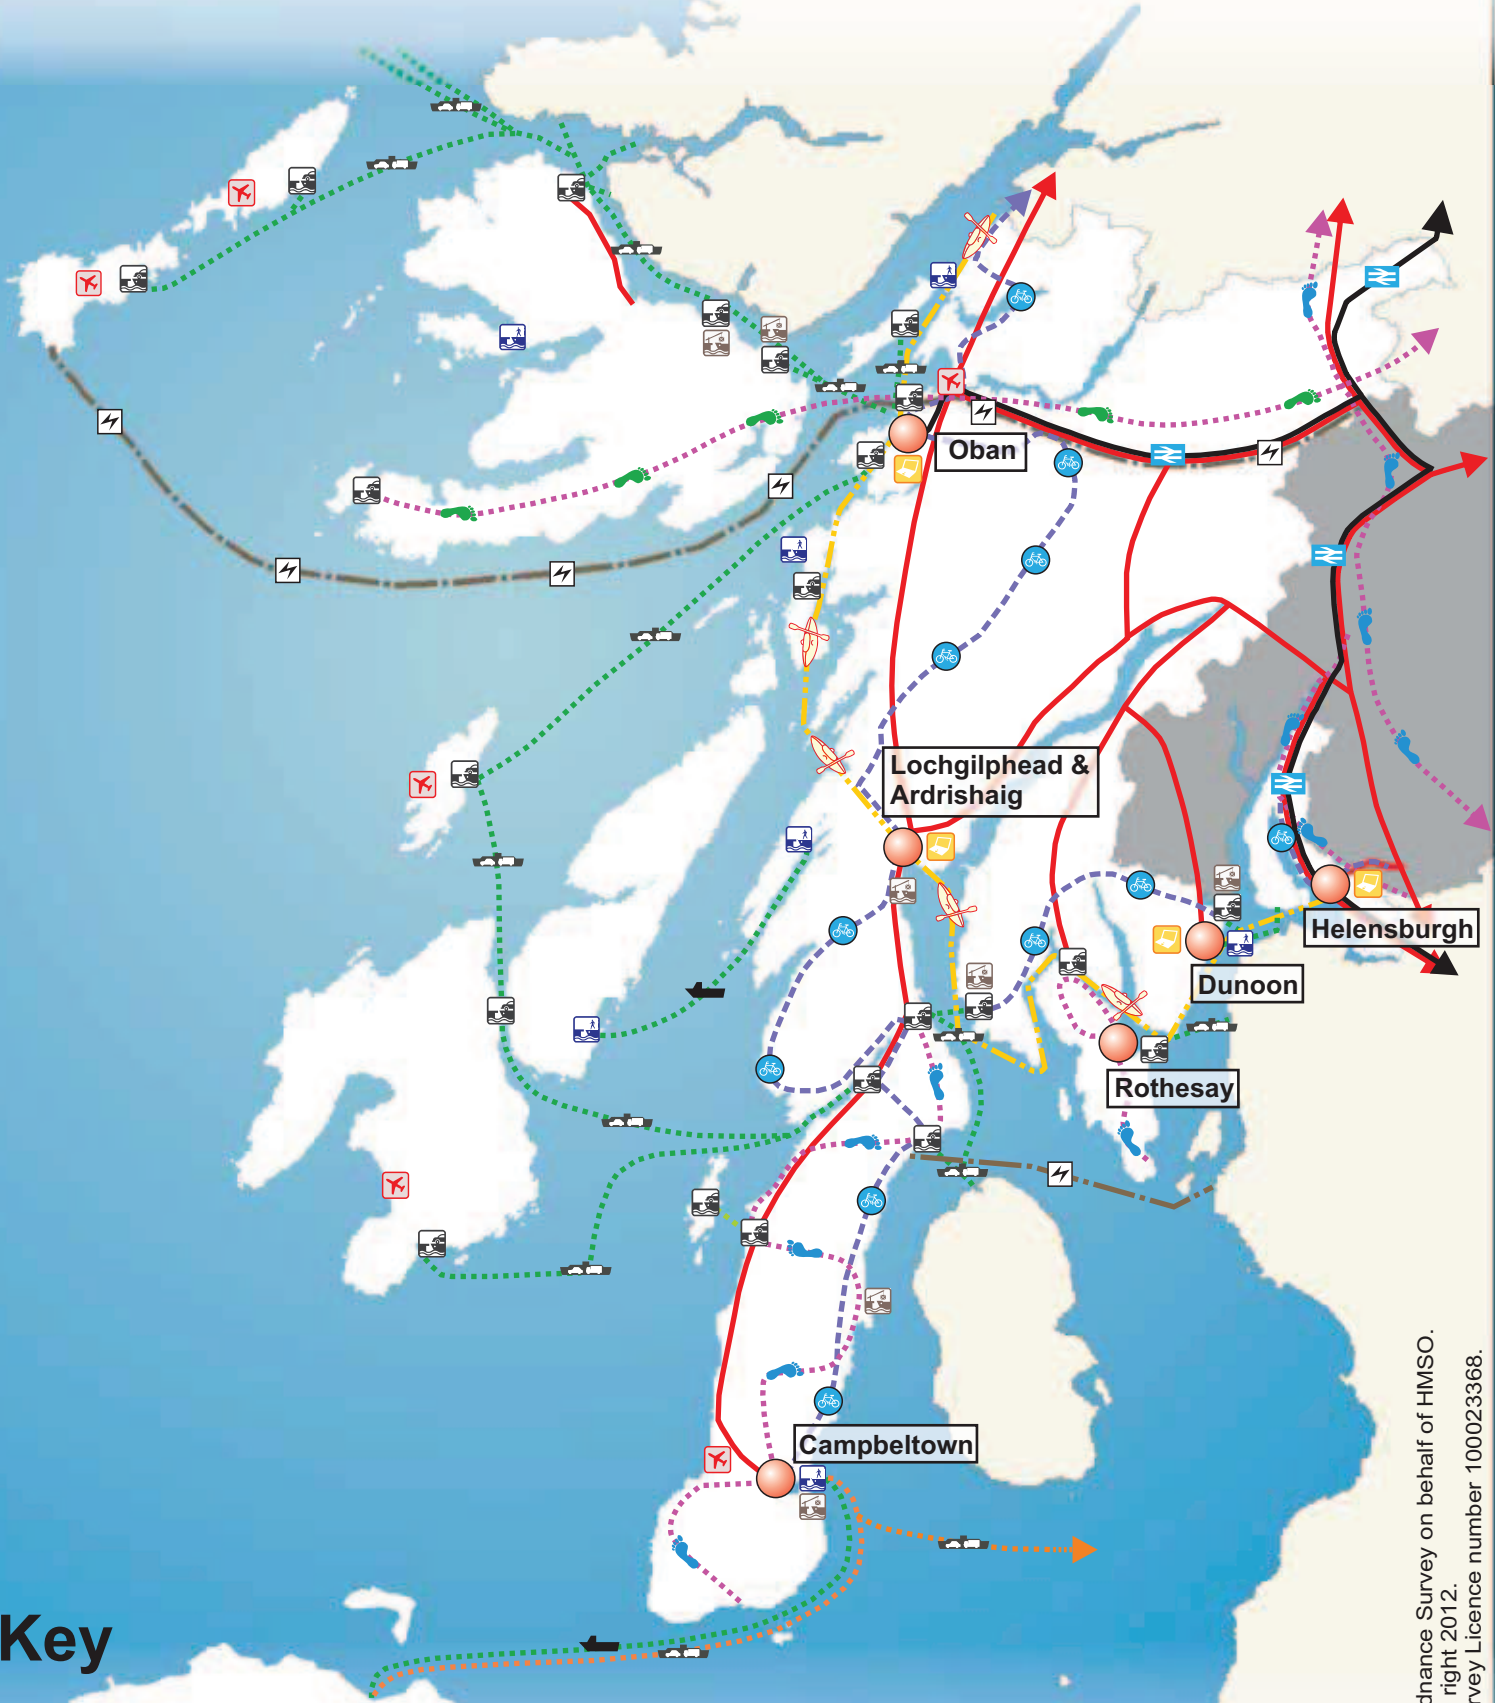 Oban
Lochgilphead &
Ardrishaig
Helensburgh
Dunoon
Rothesay
Campbeltown
Key
dnance Survey on behalf of HMSO.
right 2012.
rvey Licence number 100023368.